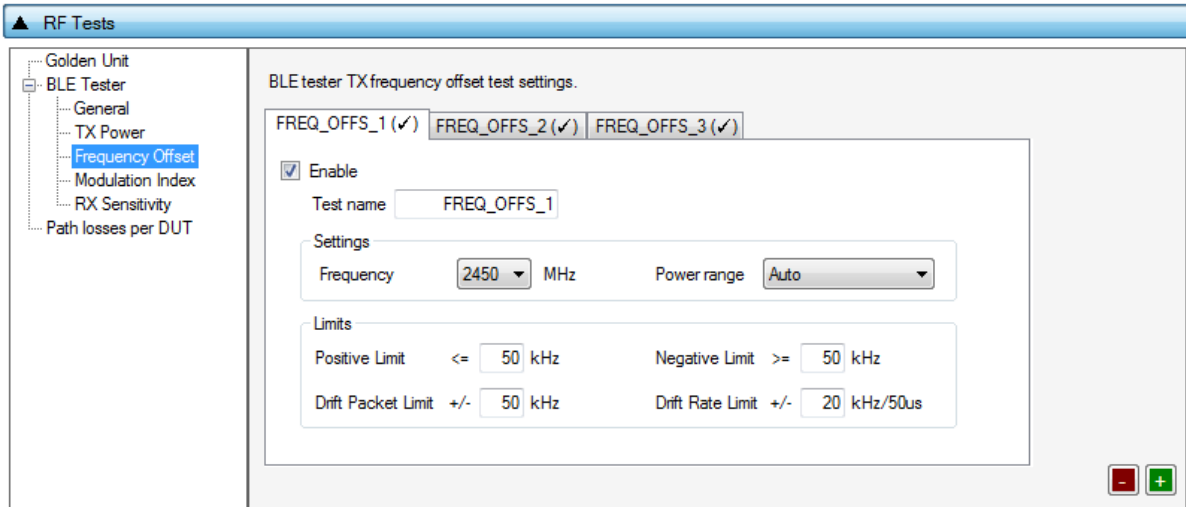 ▲ RF Tests
Golden Unit
BLE Tester
General
TX Power
Frequency Offset
Modulation Index
RX Sensitivity
Path losses per DUT
BLE tester TX frequency offset test settings.
FREQ_OFFS_1 (✓) FREQ_OFFS_2 (✓) FREQ_OFFS_3 (✓)
Enable
Test name FREQ_OFFS_1
Settings
Frequency 2450 MHz Power range Auto
Limits
Positive Limit <= 50 kHz Negative Limit >= 50 kHz
Drift Packet Limit +/- 50 kHz Drift Rate Limit +/- 20 kHz/50us
- +